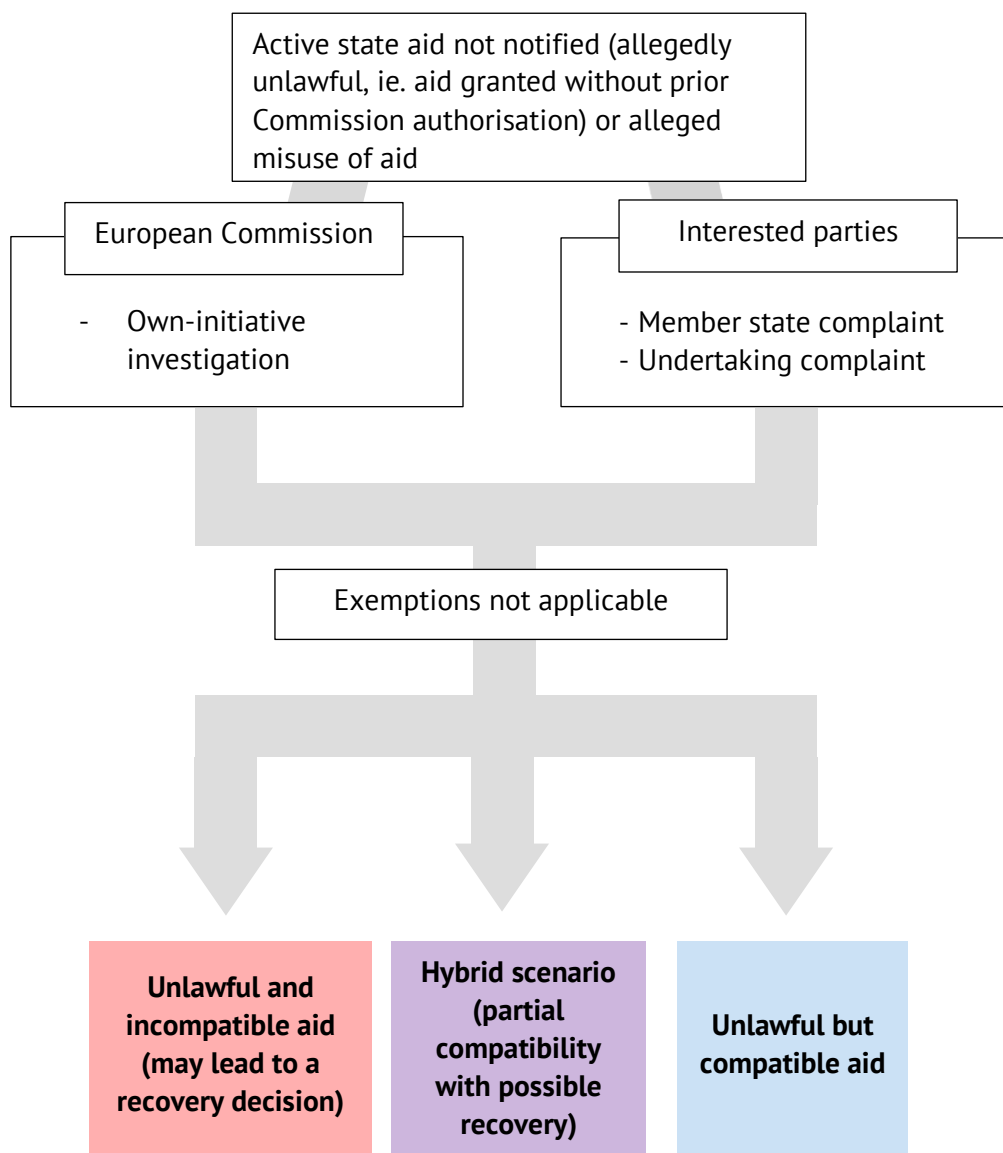 Active state aid not notified (allegedly
unlawful, ie. aid granted without prior
Commission authorisation) or alleged
misuse of aid
European Commission
- Own-initiative
investigation
Interested parties
- Member state complaint
- Undertaking complaint
Exemptions not applicable
Unlawful and
incompatible aid
(may lead to a
recovery decision)
Hybrid scenario
(partial
compatibility
with possible
recovery)
Unlawful but
compatible aid